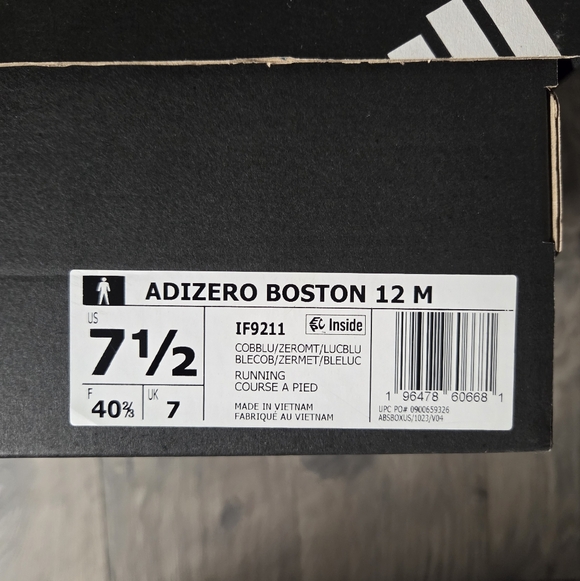 ADIZERO BOSTON 12 M
US
7½
F
40⅔
UK
7
IF9211
Inside
COBBLU/ZEROMT/LUCBLU
BLECOB/ZERMET/BLELUC
RUNNING
COURSE A PIED
MADE IN VIETNAM
FABRIQUÉ AU VIETNAM
1 96478 60668 1
UPC PO# 0900659326
ABSBOXUS/1023/V04